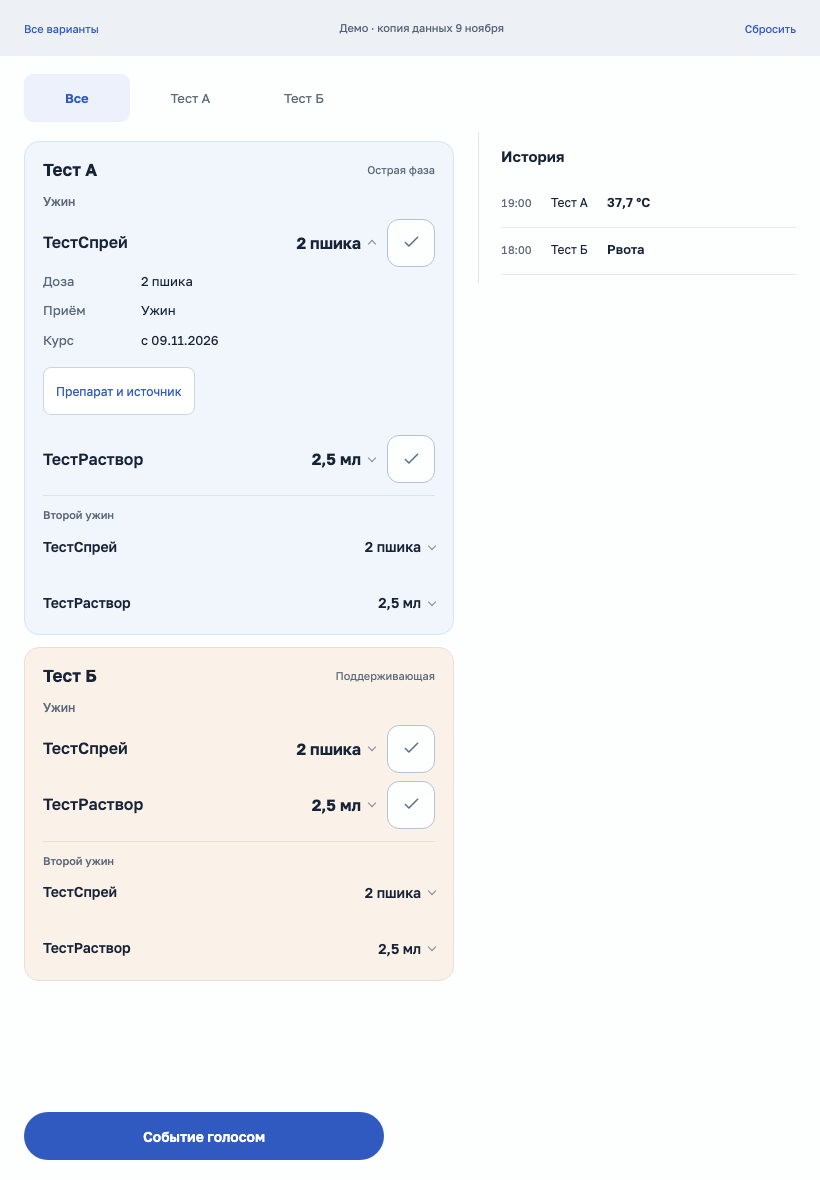 Все варианты
Демо · копия данных 9 ноября
Сбросить
Все
Тест А
Тест Б
Тест А
Острая фаза
Ужин
ТестСпрей
2 пшика
Доза
2 пшика
Приём
Ужин
Курс
с 09.11.2026
Препарат и источник
ТестРаствор
2,5 мл
Второй ужин
ТестСпрей
2 пшика
ТестРаствор
2,5 мл
Тест Б
Поддерживающая
Ужин
ТестСпрей
2 пшика
ТестРаствор
2,5 мл
Второй ужин
ТестСпрей
2 пшика
ТестРаствор
2,5 мл
История
19:00 Тест А 37,7 °C
18:00 Тест Б Рвота
Событие голосом